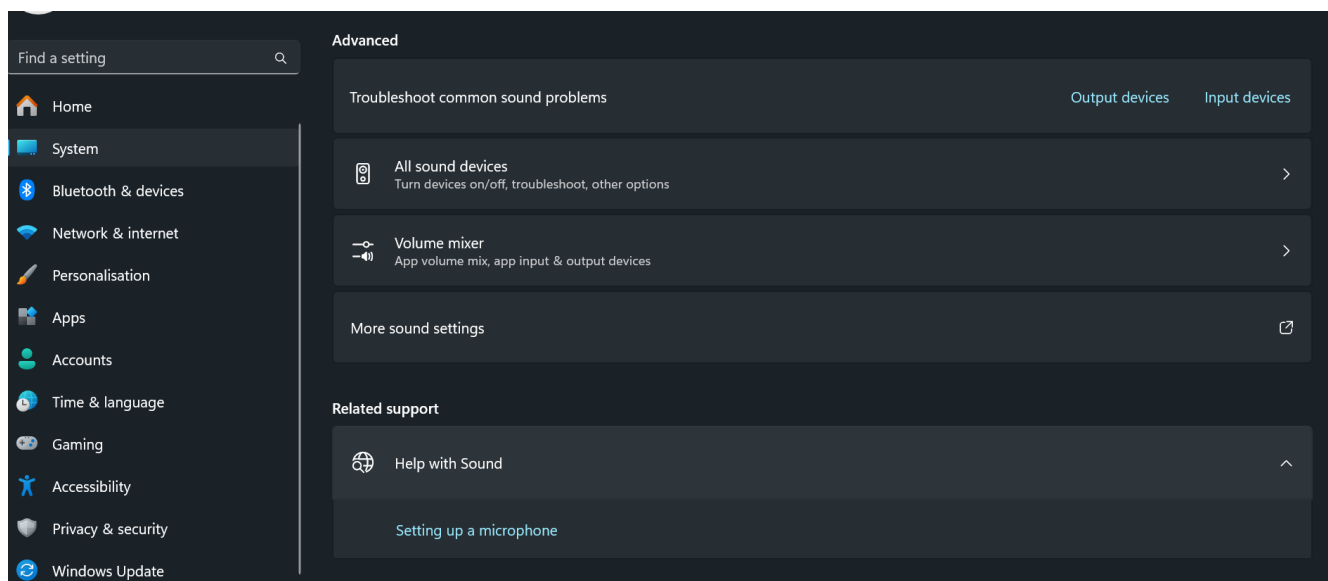 Find a setting
Home
System
Bluetooth & devices
Network & internet
Personalisation
Apps
Accounts
Time & language
Gaming
Accessibility
Privacy & security
Windows Update
Advanced
Troubleshoot common sound problems
Output devices
Input devices
All sound devices
Turn devices on/off, troubleshoot, other options
Volume mixer
App volume mix, app input & output devices
More sound settings
Related support
Help with Sound
Setting up a microphone